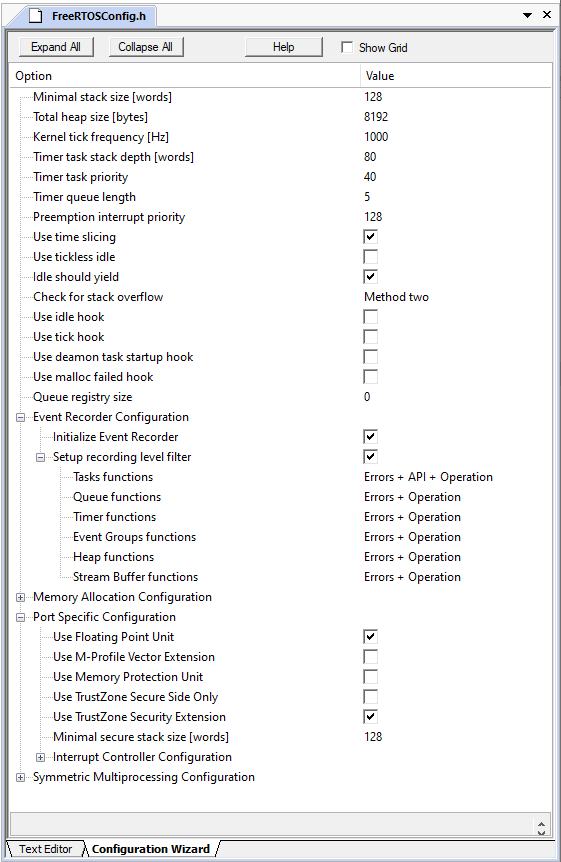 FreeRTOSConfig.h
Expand All Collapse All Help Show Grid
Option Value
Minimal stack size [words] 128
Total heap size [bytes] 8192
Kernel tick frequency [Hz] 1000
Timer task stack depth [words] 80
Timer task priority 40
Timer queue length 5
Preemption interrupt priority 128
Use time slicing
Use tickless idle
Idle should yield
Check for stack overflow Method two
Use idle hook
Use tick hook
Use deamon task startup hook
Use malloc failed hook
Queue registry size 0
Event Recorder Configuration
Initialize Event Recorder
Setup recording level filter
Tasks functions Errors + API + Operation
Queue functions Errors + Operation
Timer functions Errors + Operation
Event Groups functions Errors + Operation
Heap functions Errors + Operation
Stream Buffer functions Errors + Operation
Memory Allocation Configuration
Port Specific Configuration
Use Floating Point Unit
Use M-Profile Vector Extension
Use Memory Protection Unit
Use TrustZone Secure Side Only
Use TrustZone Security Extension
Minimal secure stack size [words] 128
Interrupt Controller Configuration
Symmetric Multiprocessing Configuration
Text Editor Configuration Wizard